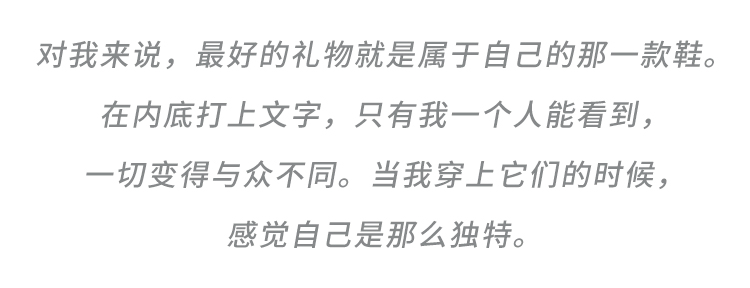 对我来说，最好的礼物就是属于自己的那一款鞋。
在内底打上文字，只有我一个人能看到，
一切变得与众不同。当我穿上它们的时候，
感觉自己是那么独特。